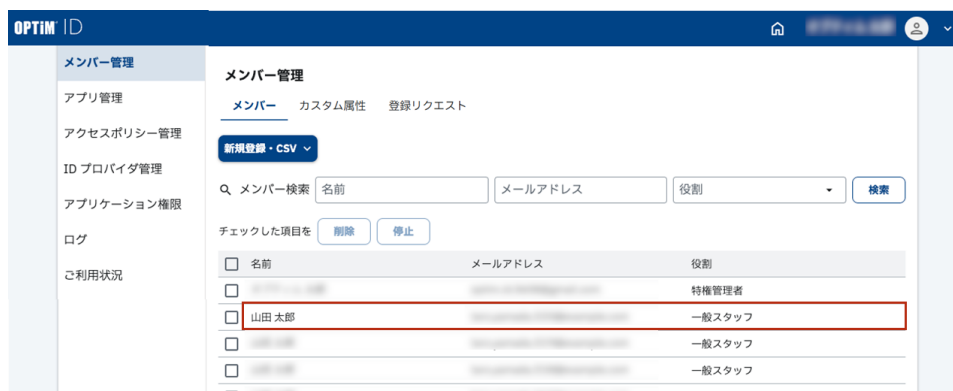 OPTiM ID
メンバー管理
アプリ管理
アクセスポリシー管理
ID プロバイダ管理
アプリケーション権限
ログ
ご利用状況
メンバー管理
メンバー カスタム属性 登録リクエスト
新規登録・CSV
メンバー検索 名前 メールアドレス 役割 検索
チェックした項目を 削除 停止
名前 メールアドレス 役割
特権管理者
山田 太郎 一般スタッフ
一般スタッフ
一般スタッフ